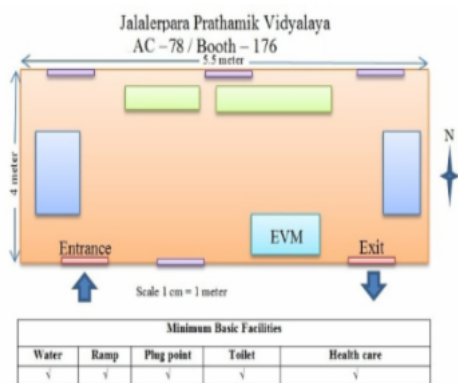 Jalalerpara Prathamik Vidyalaya
AC –78 / Booth – 176
5.5 meter
N
4 meter
EVM
Entrance
Exit
Scale 1 cm = 1 meter
Minimum Basic Facilities
Water Ramp Plug point Toilet Health care
√ √ √ √ √